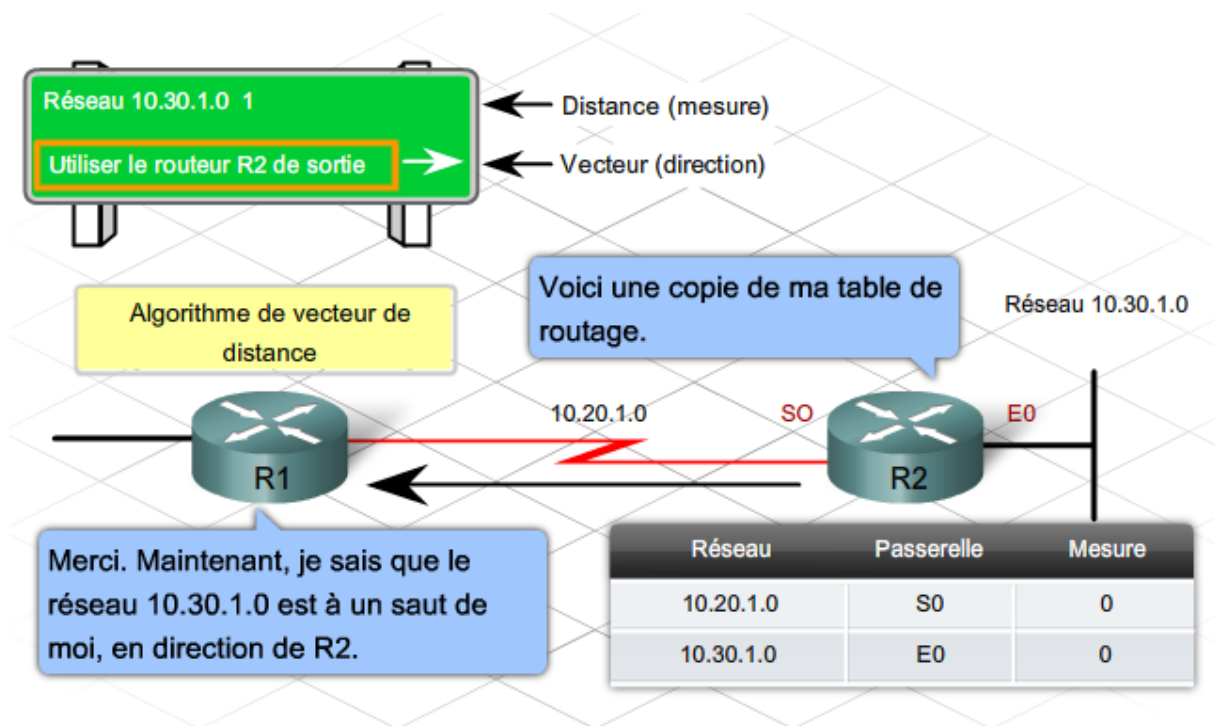 Réseau 10.30.1.0 1
Distance (mesure)
Utiliser le routeur R2 de sortie
Vecteur (direction)
Algorithme de vecteur de
distance
Voici une copie de ma table de
routage.
Réseau 10.30.1.0
10.20.1.0
SO
E0
R1
R2
Merci. Maintenant, je sais que le
réseau 10.30.1.0 est à un saut de
moi, en direction de R2.
Réseau Passerelle Mesure
10.20.1.0 S0 0
10.30.1.0 E0 0